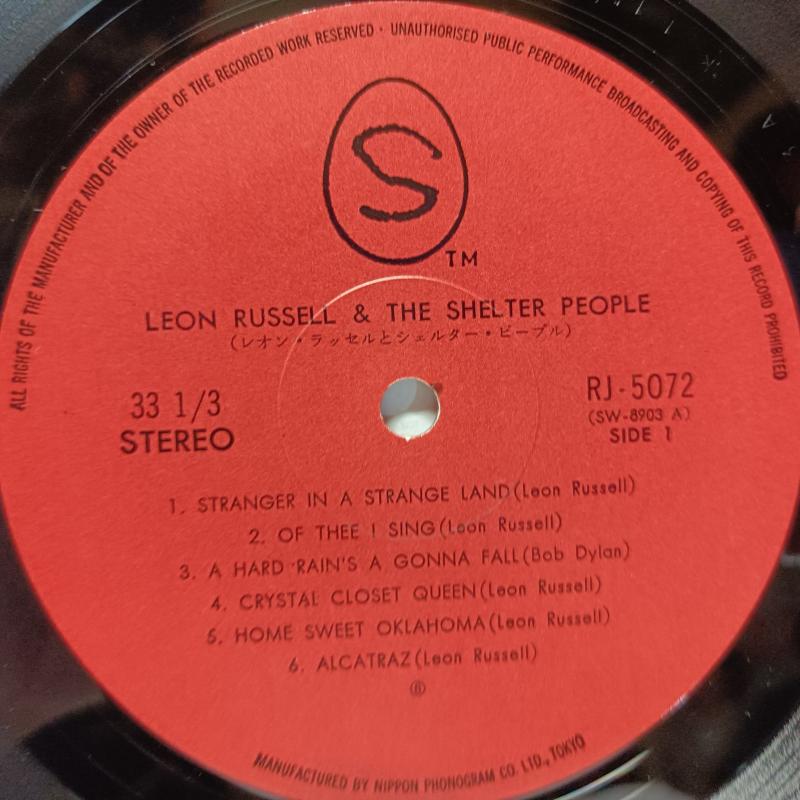 ALL RIGHTS OF THE MANUFACTURER AND OF THE OWNER OF THE RECORDED WORK RESERVED · UNAUTHORISED PUBLIC PERFORMANCE BROADCASTING AND COPYING OF THIS RECORD PROHIBITED
S
TM
LEON RUSSELL & THE SHELTER PEOPLE
(レオン・ラッセルとシェルター・ピープル)
33 1/3
STEREO
RJ-5072
(SW-8903 A)
SIDE 1
1. STRANGER IN A STRANGE LAND(Leon Russell)
2. OF THEE I SING(Leon Russell)
3. A HARD RAIN'S A GONNA FALL(Bob Dylan)
4. CRYSTAL CLOSET QUEEN(Leon Russell)
5. HOME SWEET OKLAHOMA(Leon Russell)
6. ALCATRAZ(Leon Russell)
MANUFACTURED BY NIPPON PHONOGRAM CO. LTD., TOKYO